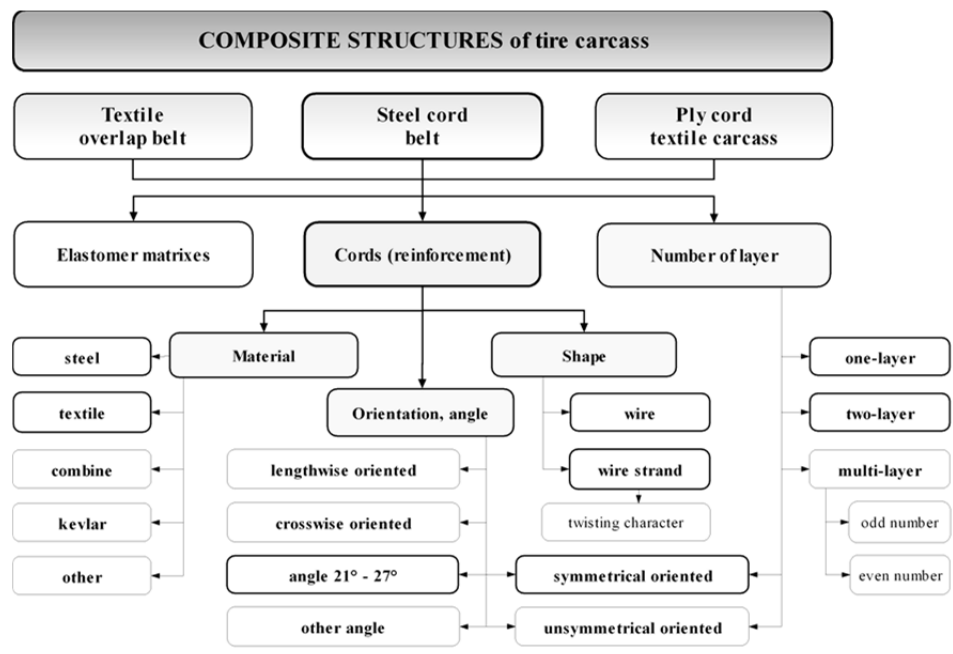 COMPOSITE STRUCTURES of tire carcass
Textile
overlap belt
Steel cord
belt
Ply cord
textile carcass
Elastomer matrixes
Cords (reinforcement)
Number of layer
Material
Shape
Orientation, angle
steel
textile
combine
kevlar
other
lengthwise oriented
crosswise oriented
angle 21° - 27°
other angle
wire
wire strand
twisting character
symmetrical oriented
unsymmetrical oriented
one-layer
two-layer
multi-layer
odd number
even number